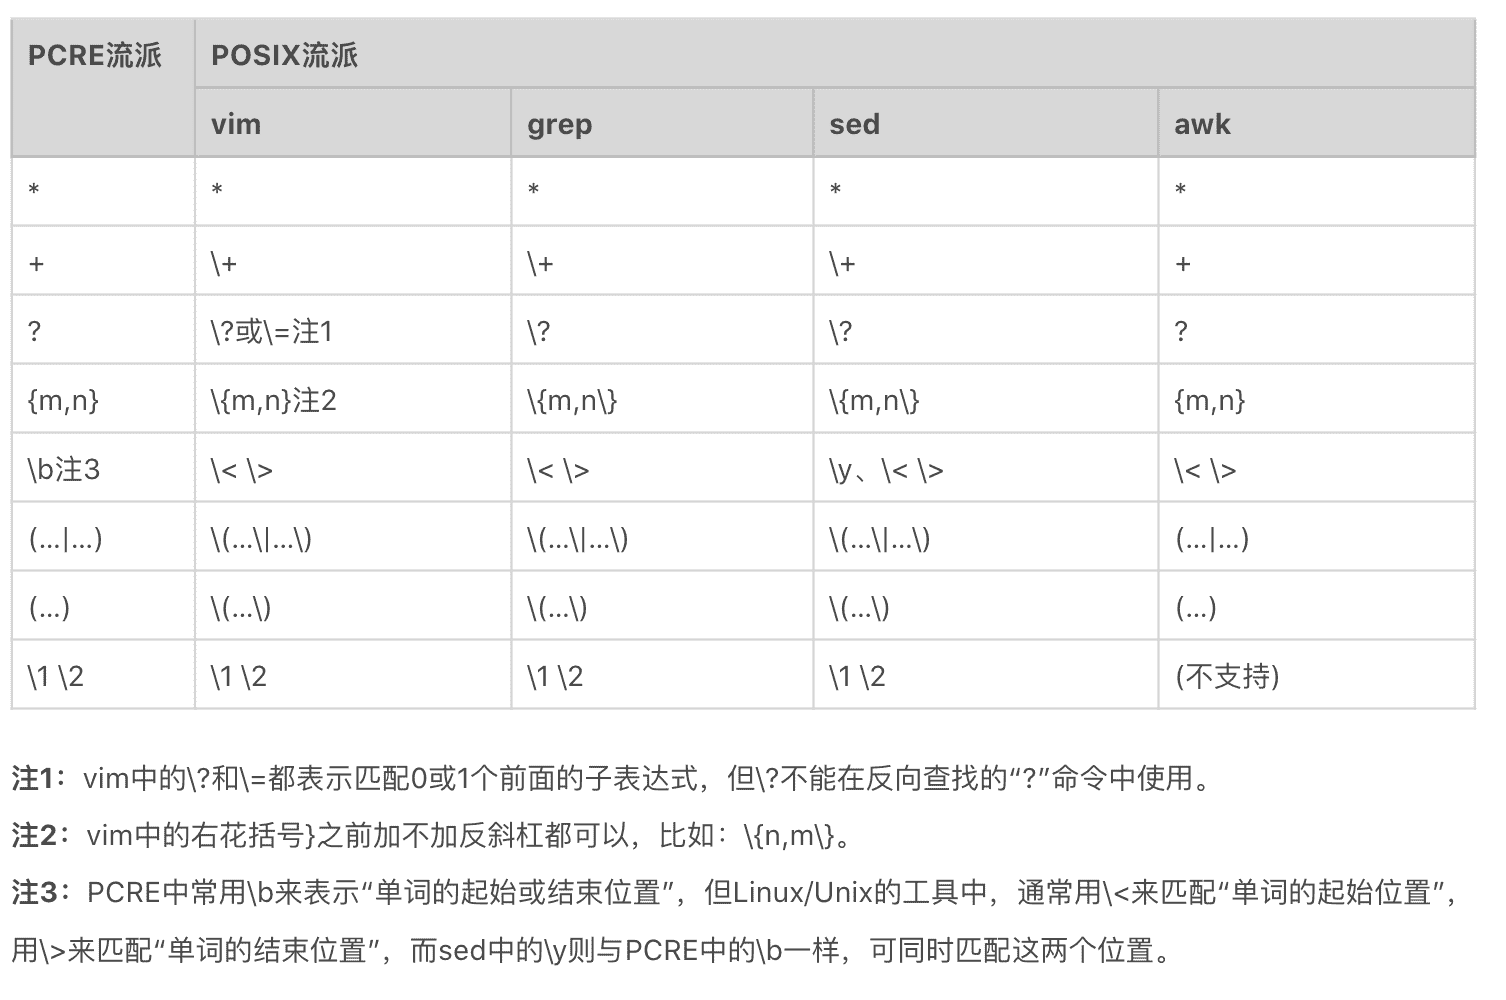 PCRE流派 POSIX流派
vim grep sed awk
* * * * *
+ \+ \+ \+ +
? \?或\=注1 \? \? ?
{m,n} \{m,n}注2 \{m,n\} \{m,n\} {m,n}
\b注3 \< \> \< \> \y、\< \> \< \>
(...|...) \(...\|...\) \(...\|...\) \(...\|...\) (...|...)
(...) \(...\) \(...\) \(...\) (...)
\1 \2 \1 \2 \1 \2 \1 \2 (不支持)
注1：vim中的\?和\=都表示匹配0或1个前面的子表达式，但\?不能在反向查找的“?”命令中使用。
注2：vim中的右花括号}之前加不加反斜杠都可以，比如：\{n,m\}。
注3：PCRE中常用\b来表示“单词的起始或结束位置”，但Linux/Unix的工具中，通常用\<来匹配“单词的起始位置”，
用\>来匹配“单词的结束位置”，而sed中的\y则与PCRE中的\b一样，可同时匹配这两个位置。